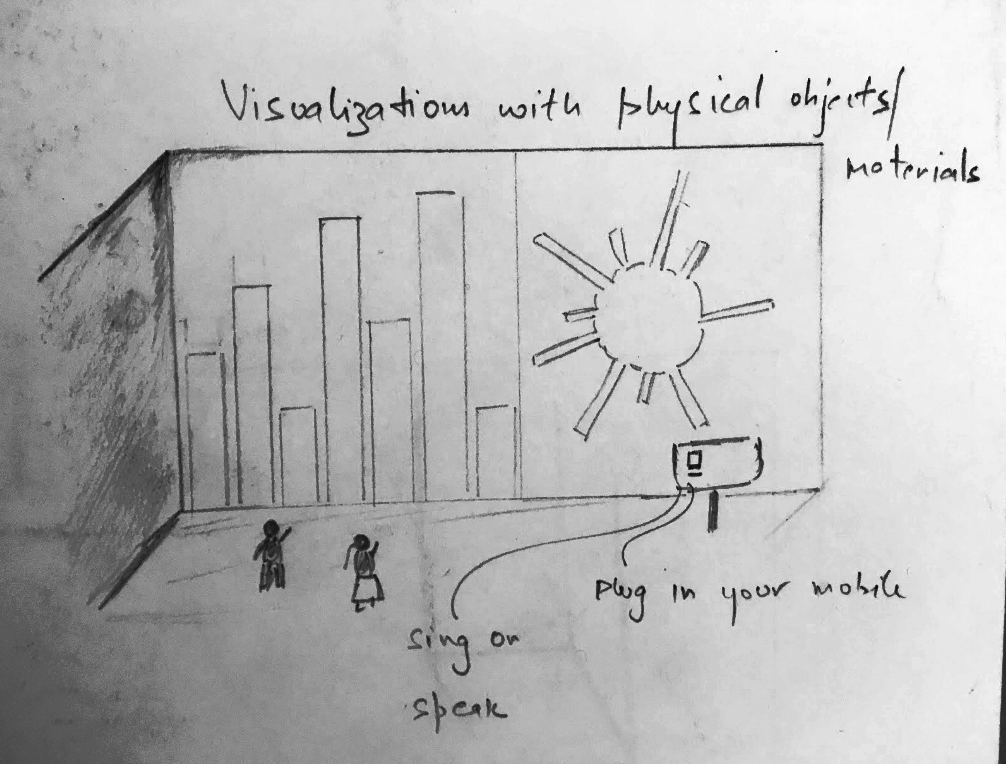 Visualizations with physical objects/
materials
plug in your mobile
sing or
speak